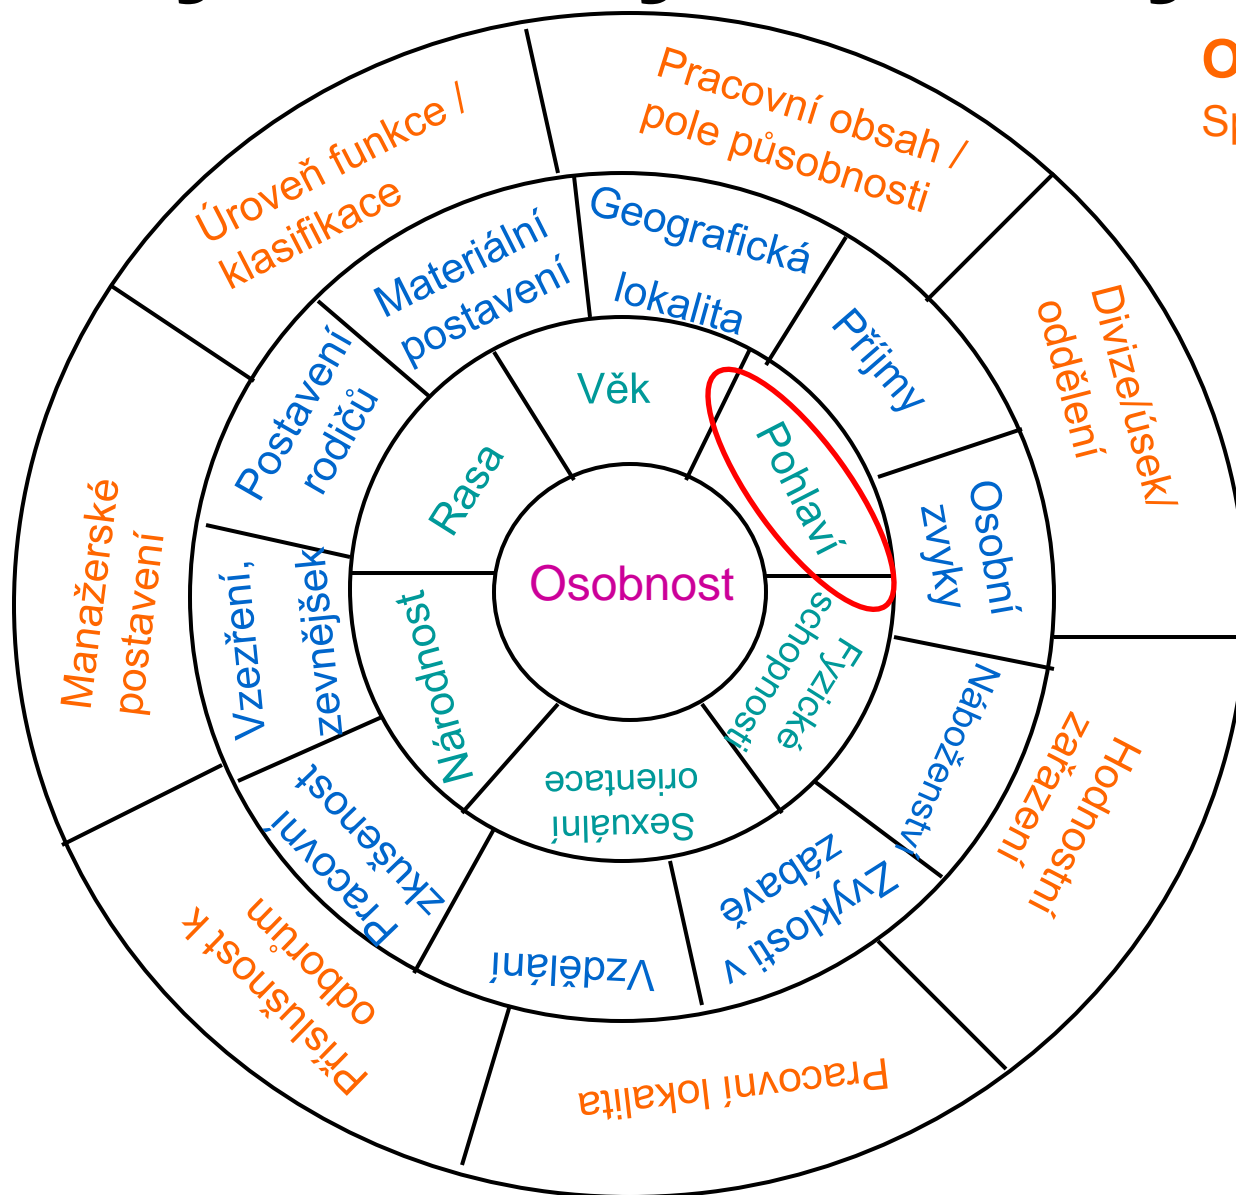 O
Sp
Úroveň funkce /
klasifikace
Pracovní obsah /
pole působnosti
Divize/úsek/
oddělení
Hodnostní
zařazení
Pracovní lokalita
Příslušnost k
odborům
Manažerské
postavení
Materiální
postavení
Geografická
lokalita
Příjmy
Osobní
zvyky
Náboženství
Zvyklosti v
zábavě
Vzdělání
Pracovní
zkušenost
Vzezření,
zevnějšek
Postavení
rodičů
Věk
Pohlaví
Fyzické
schopnosti
Sexuální
orientace
Národnost
Rasa
Osobnost